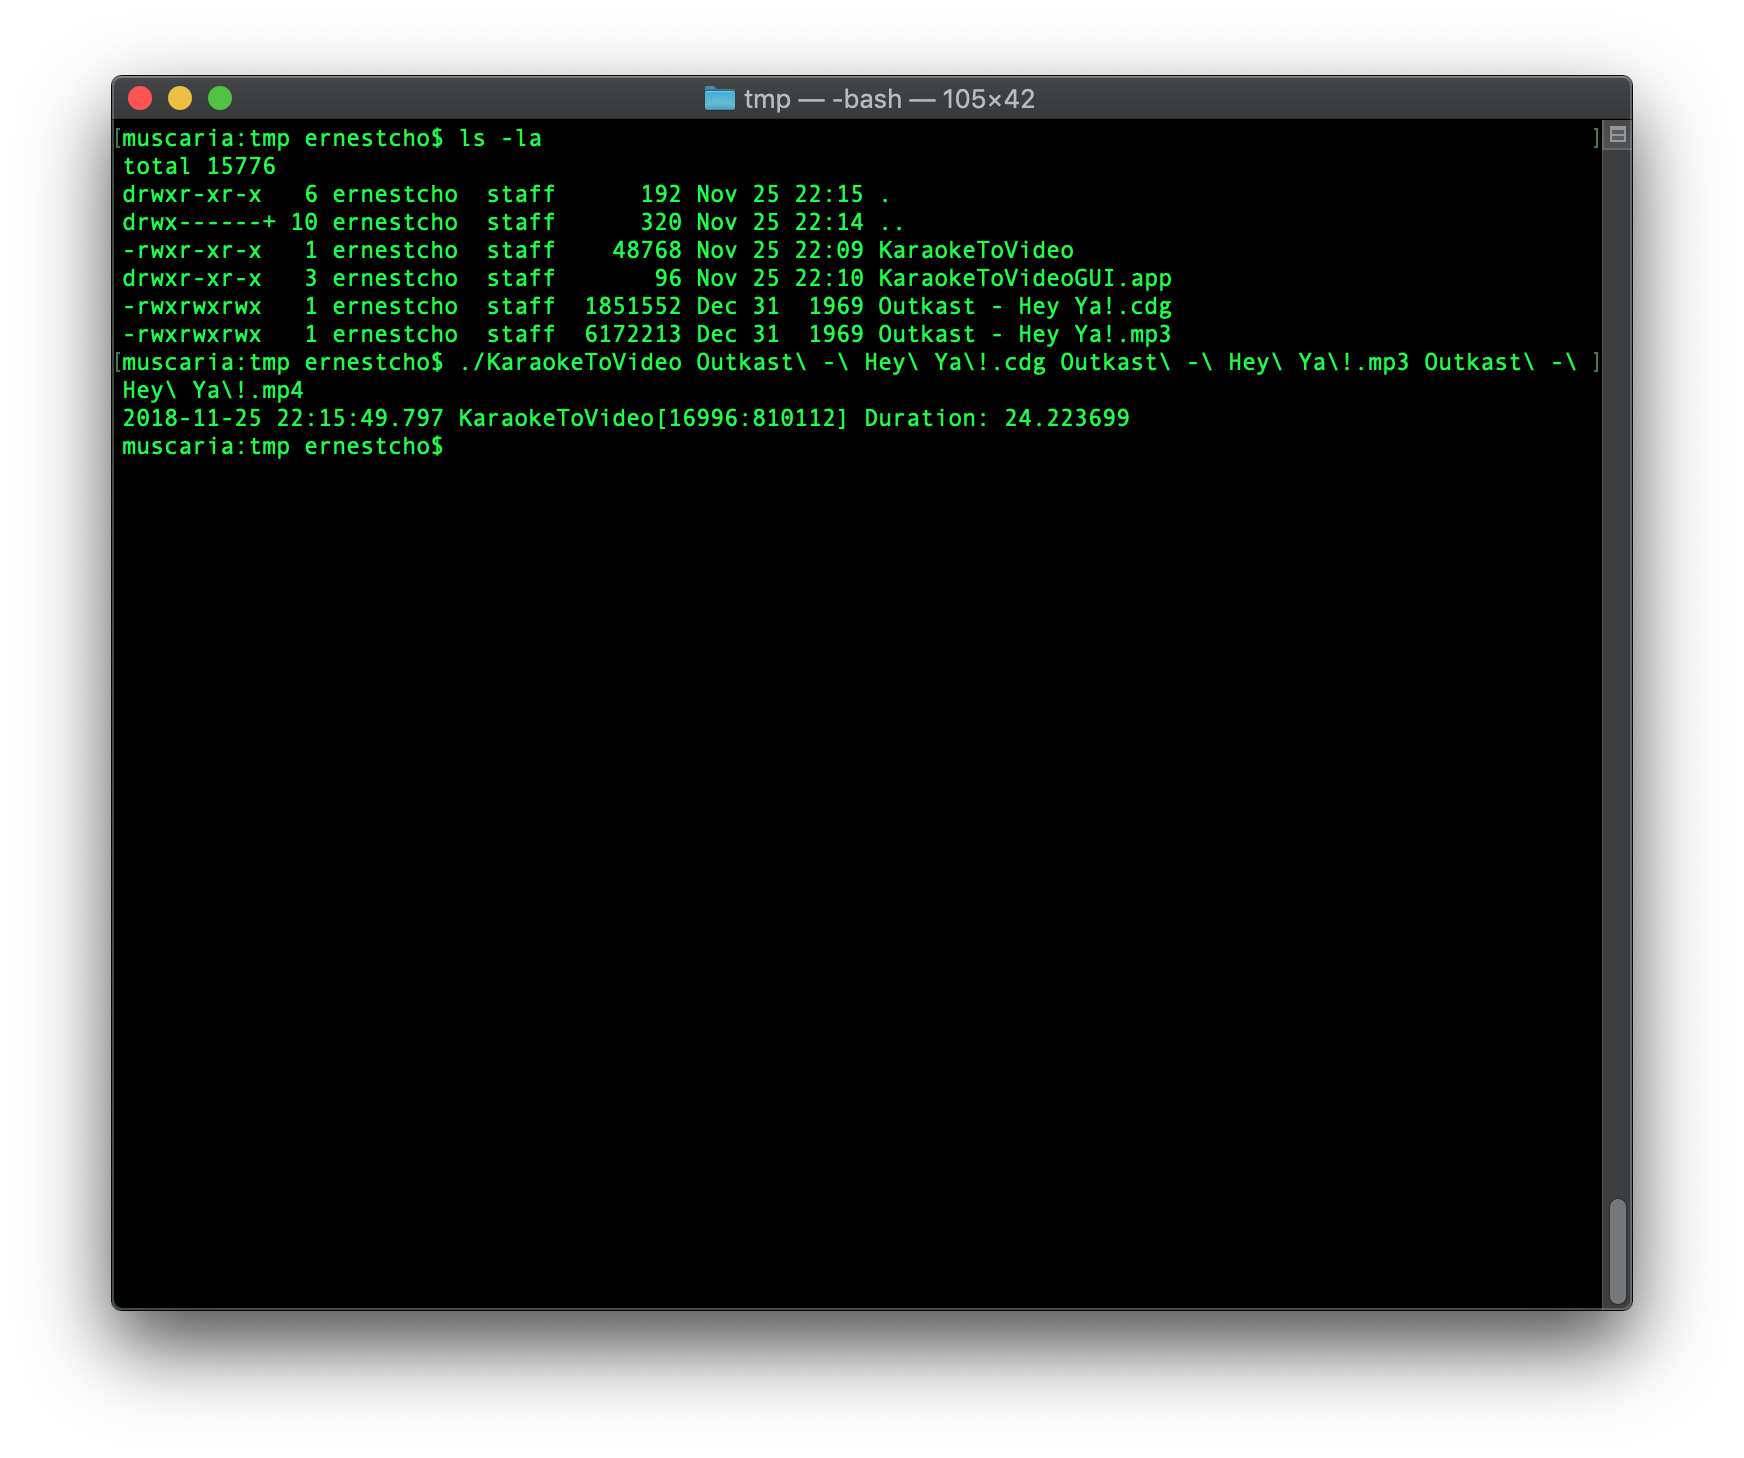 tmp — -bash — 105×42
[muscaria:tmp ernestcho$ ls -la ]
total 15776
drwxr-xr-x   6 ernestcho  staff      192 Nov 25 22:15 .
drwx------+ 10 ernestcho  staff      320 Nov 25 22:14 ..
-rwxr-xr-x   1 ernestcho  staff    48768 Nov 25 22:09 KaraokeToVideo
drwxr-xr-x   3 ernestcho  staff       96 Nov 25 22:10 KaraokeToVideoGUI.app
-rwxrwxrwx   1 ernestcho  staff  1851552 Dec 31  1969 Outkast - Hey Ya!.cdg
-rwxrwxrwx   1 ernestcho  staff  6172213 Dec 31  1969 Outkast - Hey Ya!.mp3
[muscaria:tmp ernestcho$ ./KaraokeToVideo Outkast\ -\ Hey\ Ya\!.cdg Outkast\ -\ Hey\ Ya\!.mp3 Outkast\ -\ ]
Hey\ Ya\!.mp4
2018-11-25 22:15:49.797 KaraokeToVideo[16996:810112] Duration: 24.223699
muscaria:tmp ernestcho$